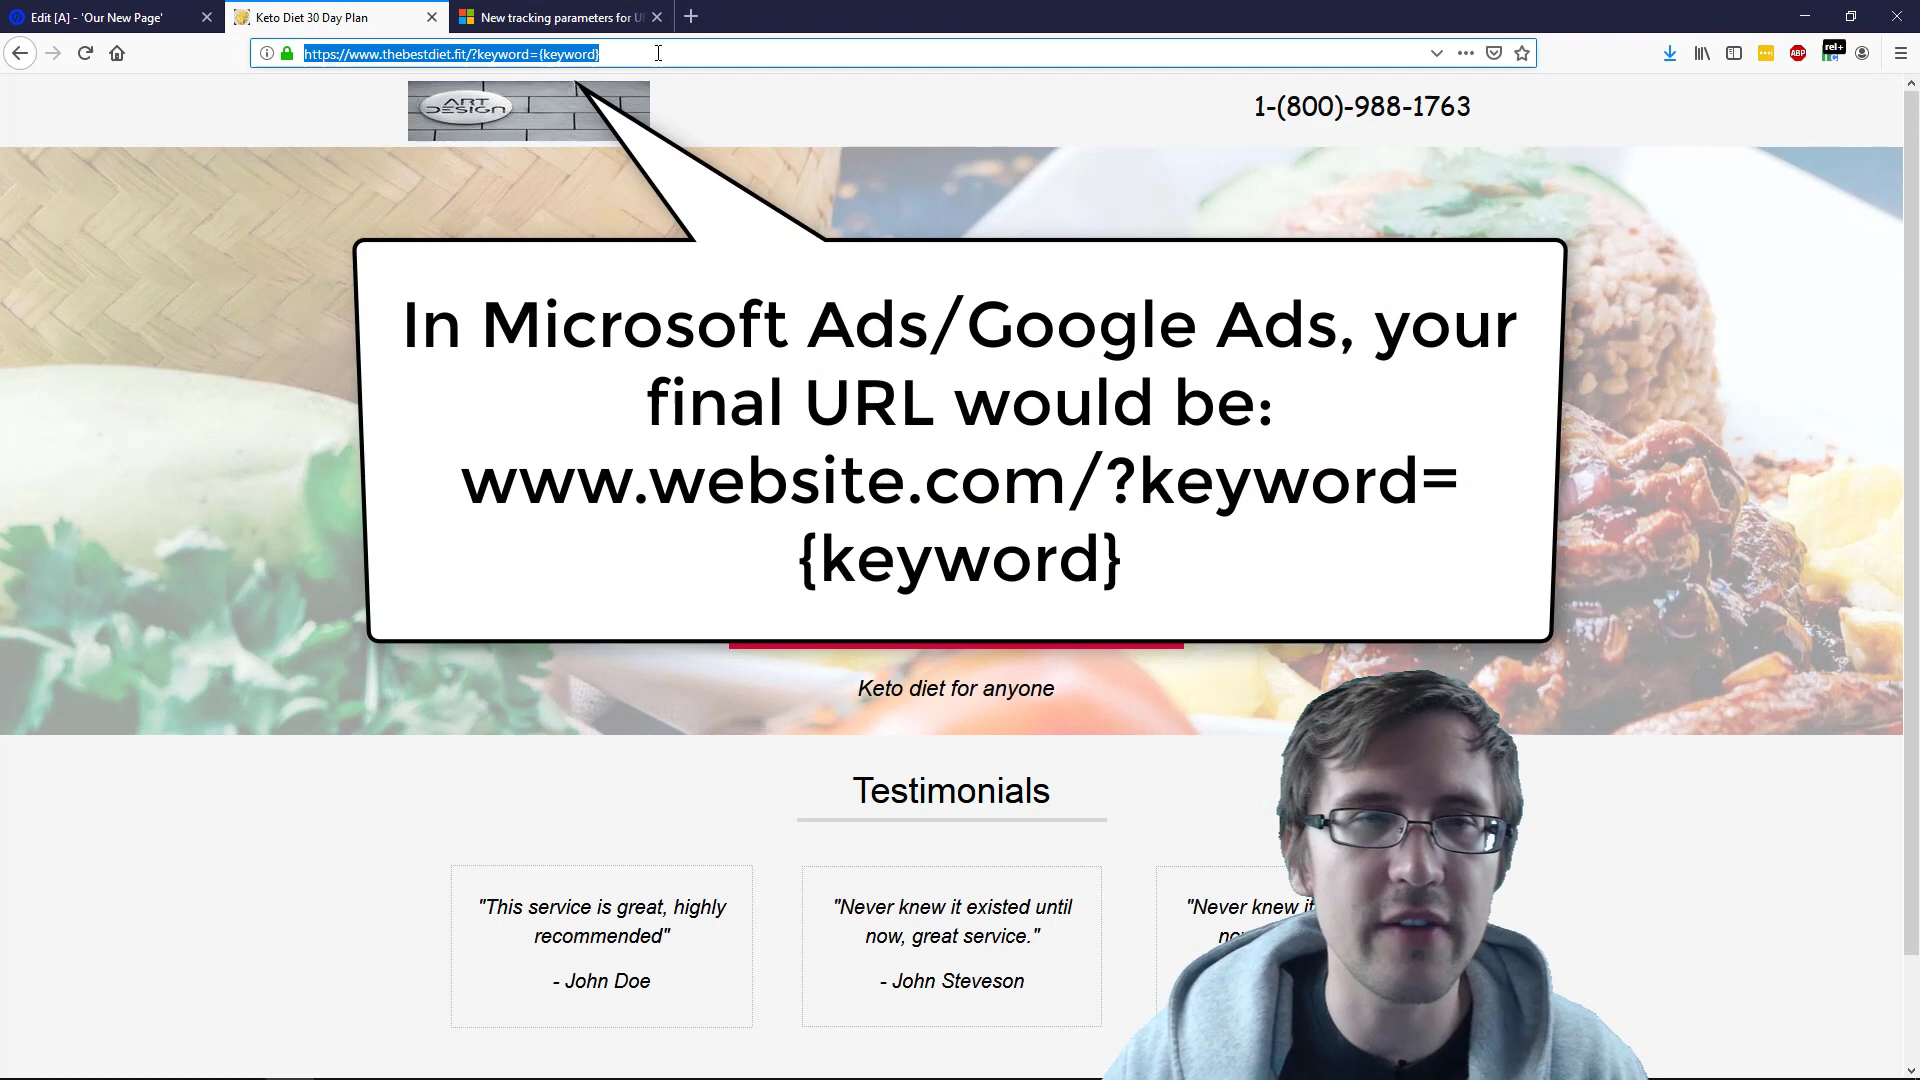 Edit [A] - 'Our New Page'
Keto Diet 30 Day Plan
New tracking parameters for
https://www.thebestdiet.fit/?keyword={keyword}
ABP
rel+
ART
DESIGN
1-(800)-988-1763
In Microsoft Ads/Google Ads, your
final URL would be:
www.website.com/?keyword=
{keyword}
Keto diet for anyone
Testimonials
"This service is great, highly
recommended"
- John Doe
"Never knew it existed until
now, great service."
- John Steveson
"Never knew